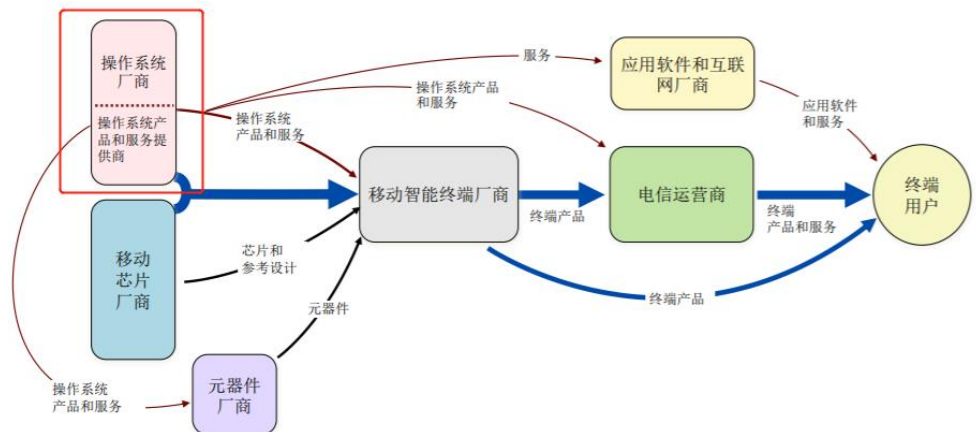 操作系统
厂商
操作系统产
品和服务提
供商
服务
操作系统产品
和服务
操作系统
产品和服务
应用软件和互联
网厂商
应用软件
和服务
移动智能终端厂商
终端产品
电信运营商
终端
产品和服务
终端
用户
移动
芯片
厂商
芯片和
参考设计
终端产品
元器件
元器件
厂商
操作系统
产品和服务